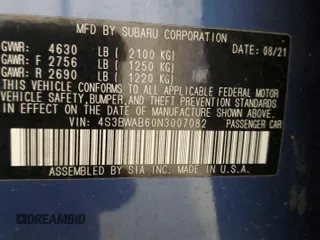 MFD BY SUBARU CORPORATION
DATE 08/21
GVWR: 4630 LB ( 2100 KG)
GAWR: F 2756 LB ( 1250 KG)
GAWR: R 2690 LB ( 1220 KG)
THIS VEHICLE CONFORMS TO ALL
APPLICABLE FEDERAL MOTOR
VEHICLE SAFETY, BUMPER, AND THEFT
PREVENTION STANDARDS IN
EFFECT ON THE DATE OF
MANUFACTURE SHOWN ABOVE.
VIN: 4S3BWAB60N3007082 PASSENGER CAR
ASSEMBLED BY SIA INC. IN USA
© DIDAMBID